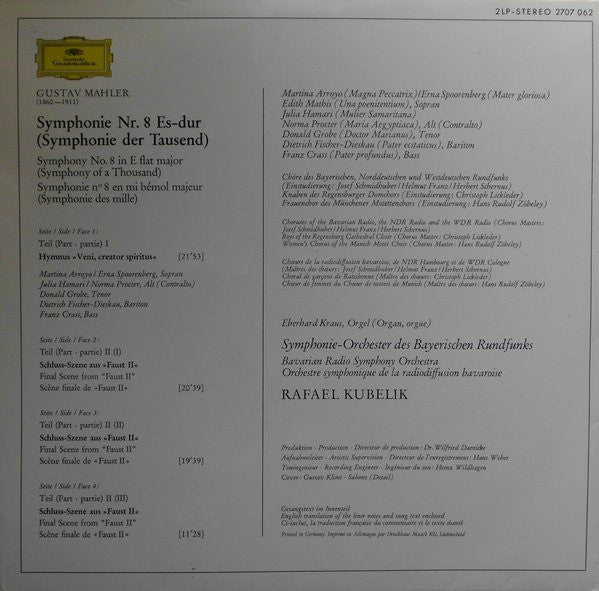 2LP-STEREO 2707 062
Deutsche
Grammophon
GUSTAV MAHLER
(1860—1911)
Symphonie Nr. 8 Es-dur
(Symphonie der Tausend)
Symphony No. 8 in E flat major
(Symphony of a Thousand)
Symphonie nº 8 en mi bémol majeur
(Symphonie des mille)
Seite / Side / Face 1:
Teil (Part · partie) I
Hymnus »Veni, creator spiritus« [21'53]
Martina Arroyo / Erna Spoorenberg, Sopran
Julia Hamari / Norma Procter, Alt (Contralto)
Donald Grobe, Tenor
Dietrich Fischer-Dieskau, Bariton
Franz Crass, Bass
Seite / Side / Face 2:
Teil (Part · partie) II (I)
Schluss-Szene aus »Faust II«
Final Scene from "Faust II"
Scène finale de «Faust II» [20'39]
Seite / Side / Face 3:
Teil (Part · partie) II (II)
Schluss-Szene aus »Faust II«
Final Scene from "Faust II"
Scène finale de «Faust II» [19'39]
Seite / Side / Face 4:
Teil (Part · partie) II (III)
Schluss-Szene aus »Faust II«
Final Scene from "Faust II"
Scène finale de «Faust II» [11'28]
Martina Arroyo (Magna Peccatrix) / Erna Spoorenberg (Mater gloriosa)
Edith Mathis (Una poenitentium), Sopran
Julia Hamari (Mulier Samaritana)
Norma Procter (Maria Aegyptiaca), Alt (Contralto)
Donald Grobe (Doctor Marianus), Tenor
Dietrich Fischer-Dieskau (Pater ecstaticus), Bariton
Franz Crass (Pater profundus), Bass
Chöre des Bayerischen, Norddeutschen und Westdeutschen Rundfunks
(Einstudierung: Josef Schmidhuber / Helmut Franz / Herbert Schernus)
Knaben des Regensburger Domchors (Einstudierung: Christoph Lickleder)
Frauenchor des Münchener Motettenchors (Einstudierung: Hans Rudolf Zöbeley)
Choruses of the Bavarian Radio, the NDR Radio and the WDR Radio (Chorus Masters:
Josef Schmidhuber / Helmut Franz / Herbert Schernus)
Boys of the Regensburg Cathedral Choir (Chorus Master: Christoph Lickleder)
Women's Chorus of the Munich Motet Choir (Chorus Master: Hans Rudolf Zöbeley)
Chœurs de la radiodiffusion bavaroise, de NDR Hambourg et de WDR Cologne
(Maîtres des chœurs: Josef Schmidhuber / Helmut Franz / Herbert Schernus)
Choral de garçons de Ratisbonne (Maître des chœurs: Christoph Lickleder)
Chœur de femmes du Chœur de motets de Munich (Maître des chœurs: Hans Rudolf Zöbeley)
Eberhard Kraus, Orgel (Organ, orgue)
Symphonie-Orchester des Bayerischen Rundfunks
Bavarian Radio Symphony Orchestra
Orchestre symphonique de la radiodiffusion bavaroise
RAFAEL KUBELIK
Produktion · Production · Directeur de production: Dr. Wilfried Daenicke
Aufnahmeleiter · Artistic Supervision · Directeur de l'enregistrement: Hans Weber
Toningenieur · Recording Engineer · Ingénieur du son: Heinz Wildhagen
Cover: Gustav Klimt · Salome (Detail)
Gesangstext im Innenteil
English translation of the liner notes and sung text enclosed
Ci-inclus, la traduction française du commentaire et le texte chanté
Printed in Germany. Imprimé en Allemagne par Druckhaus Maack KG, Lüdenscheid